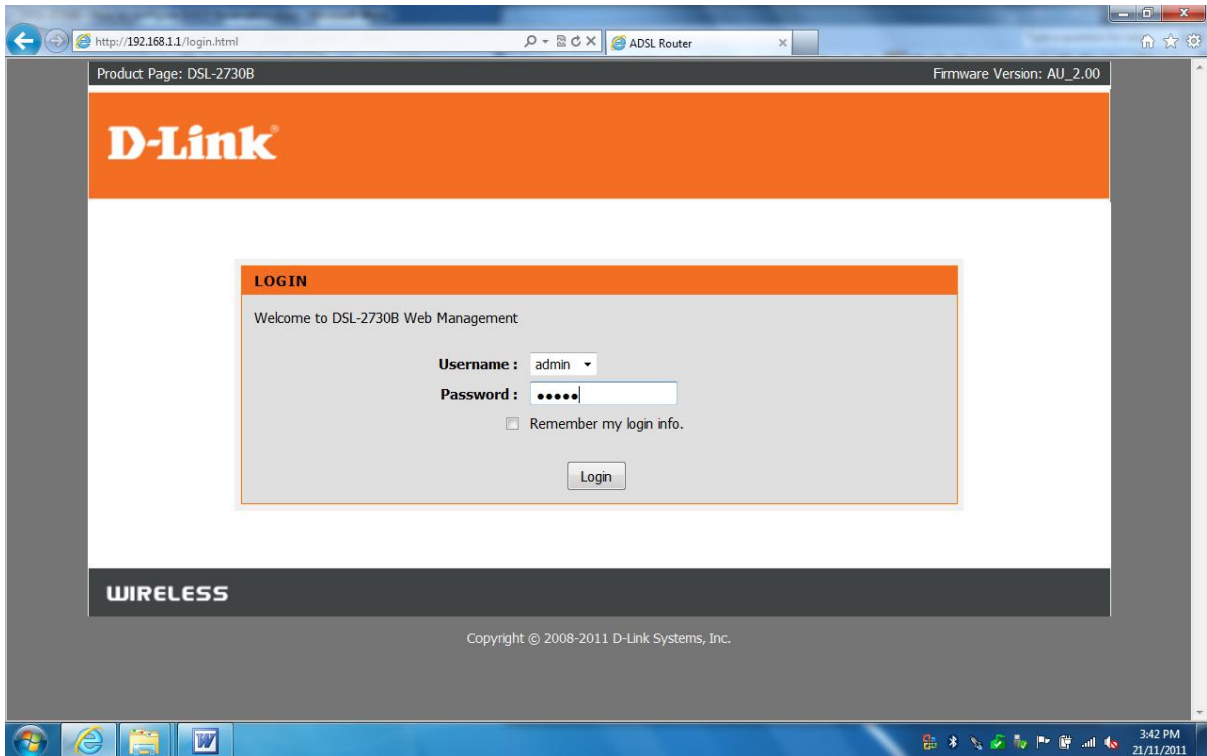 http://192.168.1.1/login.html
ADSL Router
Product Page: DSL-2730B
Firmware Version: AU_2.00
D-Link®
LOGIN
Welcome to DSL-2730B Web Management
Username : admin
Password : •••••
Remember my login info.
Login
WIRELESS
Copyright © 2008-2011 D-Link Systems, Inc.
3:42 PM
21/11/2011